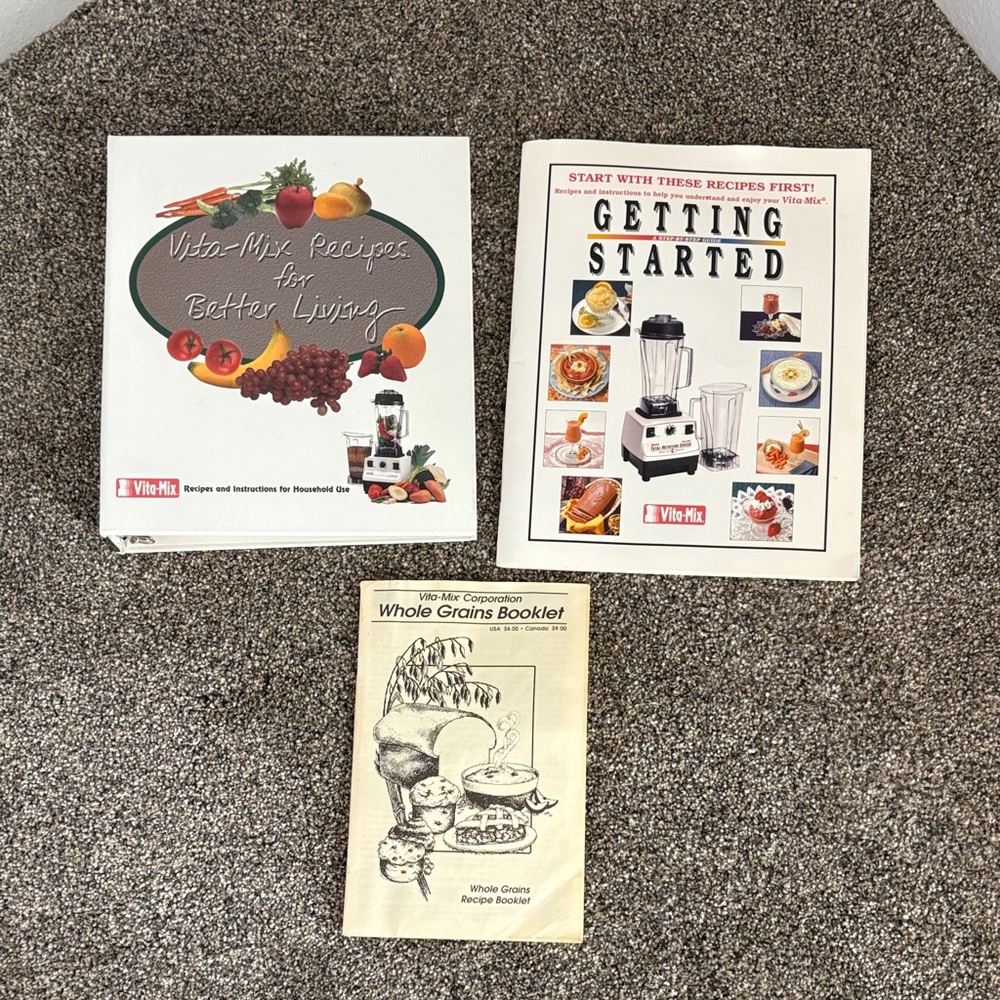 Vita-Mix Recipes
for
Better Living
Vita-Mix
Recipes and Instructions for Household Use
START WITH THESE RECIPES FIRST!
Recipes and instructions to help you understand and enjoy your Vita-Mix®.
GETTING
A STEP-BY-STEP GUIDE
STARTED
Vita-Mix
Vita-Mix Corporation
Whole Grains Booklet
USA $6.00 • Canada $9.00
Whole Grains
Recipe Booklet